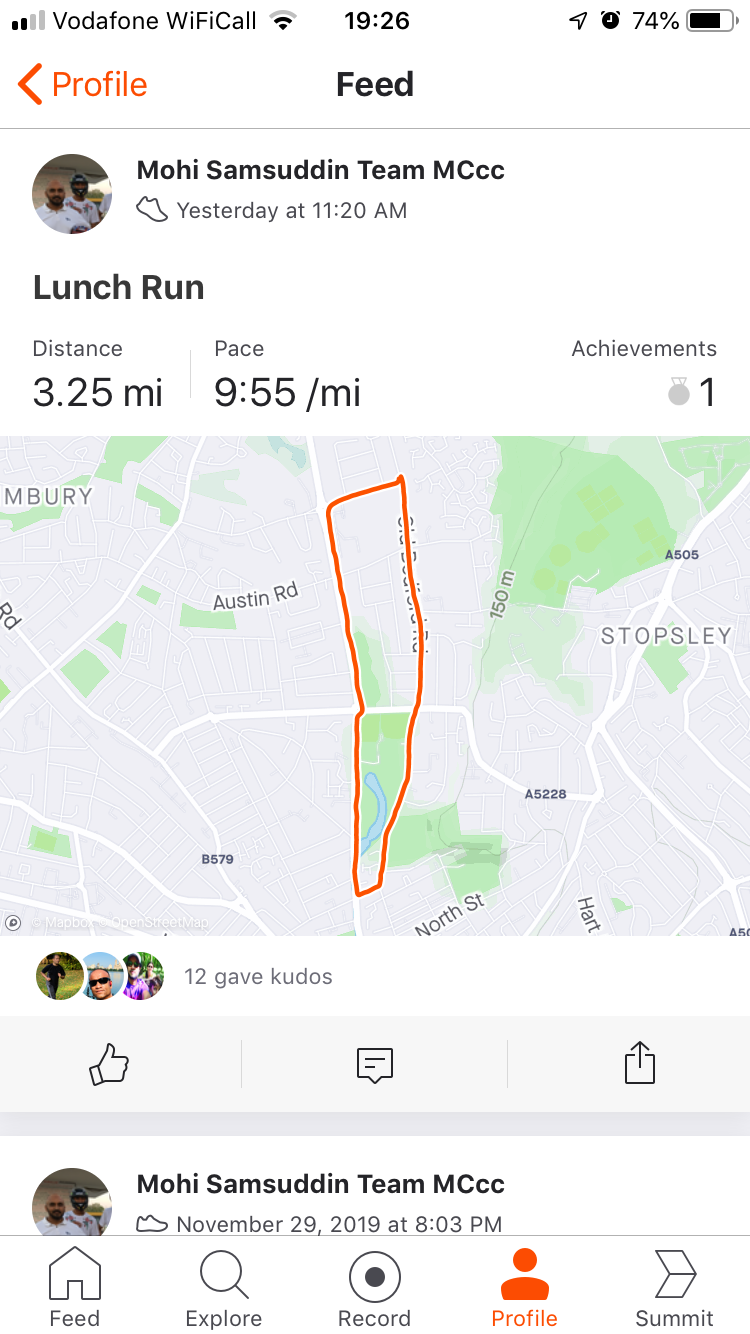 Vodafone WiFiCall 19:26 74%
Profile Feed
Mohi Samsuddin Team MCcc
Yesterday at 11:20 AM
Lunch Run
Distance Pace Achievements
3.25 mi 9:55 /mi 1
MBURY
A505
Austin Rd
150 m
Old Bedford Rd
Rd
STOPSLEY
A5228
B579
North St
Hart
© Mapbox © OpenStreetMap
A50
12 gave kudos
Mohi Samsuddin Team MCcc
November 29, 2019 at 8:03 PM
Feed Explore Record Profile Summit